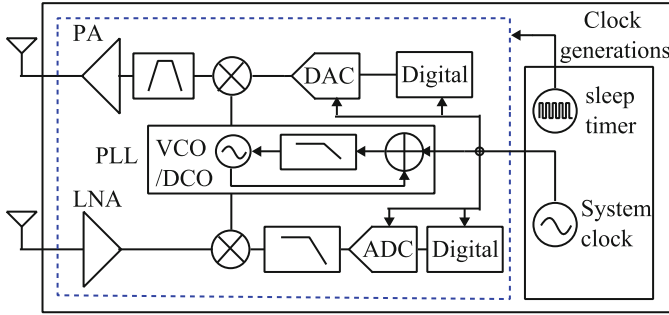 PA
Clock
generations
DAC
Digital
sleep
timer
PLL
VCO
/DCO
LNA
System
clock
ADC
Digital